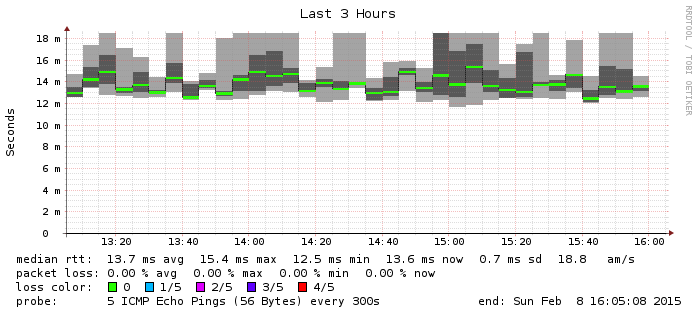 Last 3 Hours
RRDTOOL / TOBI OETIKER
Seconds
18 m
16 m
14 m
12 m
10 m
8 m
6 m
4 m
2 m
0
13:20 13:40 14:00 14:20 14:40 15:00 15:20 15:40 16:00
median rtt: 13.7 ms avg 15.4 ms max 12.5 ms min 13.6 ms now 0.7 ms sd 18.8 am/s
packet loss: 0.00 % avg 0.00 % max 0.00 % min 0.00 % now
loss color: 0 1/5 2/5 3/5 4/5
probe: 5 ICMP Echo Pings (56 Bytes) every 300s end: Sun Feb 8 16:05:08 2015